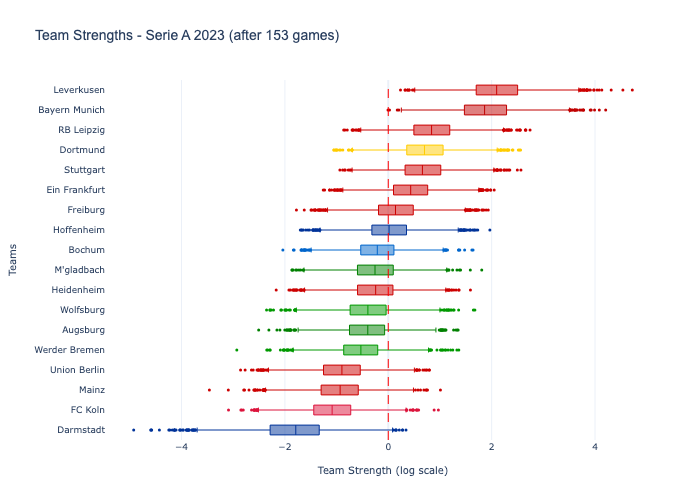 Team Strengths - Serie A 2023 (after 153 games)
Leverkusen
Bayern Munich
RB Leipzig
Dortmund
Stuttgart
Ein Frankfurt
Freiburg
Hoffenheim
Bochum
M'gladbach
Heidenheim
Wolfsburg
Augsburg
Werder Bremen
Union Berlin
Mainz
FC Koln
Darmstadt
Teams
−4 −2 0 2 4
Team Strength (log scale)